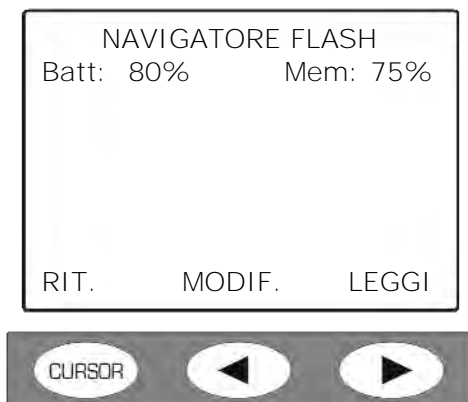 NAVIGATORE FLASH
Batt: 80% Mem: 75%
RIT. MODIF. LEGGI
CURSOR